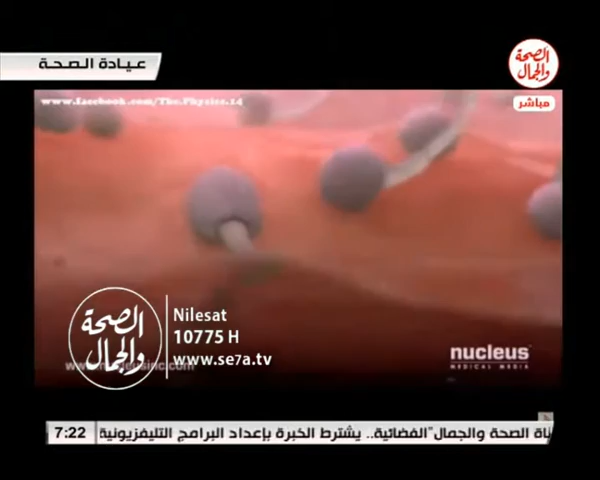 عيادة الصحة
الصحة
والجمال
مباشر
www.facebook.com/The.Physics.14
الصحة
والجمال
Nilesat
10775 H
www.se7a.tv
nucleus
MEDICAL MEDIA
7:22
ناة الصحة والجمال"الفضائية.. يشترط الخبرة بإعداد البرامج التليفزيونية